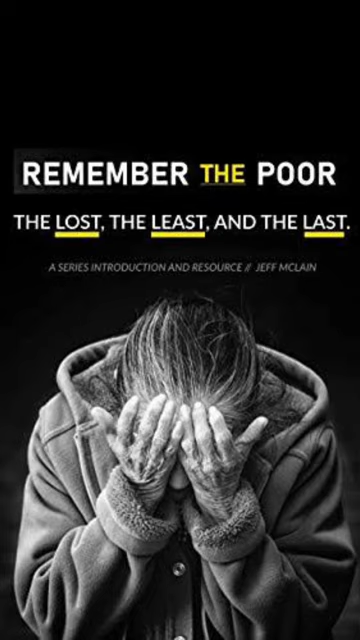 REMEMBER THE POOR
THE LOST, THE LEAST, AND THE LAST.
A SERIES INTRODUCTION AND RESOURCE // JEFF MCLAIN